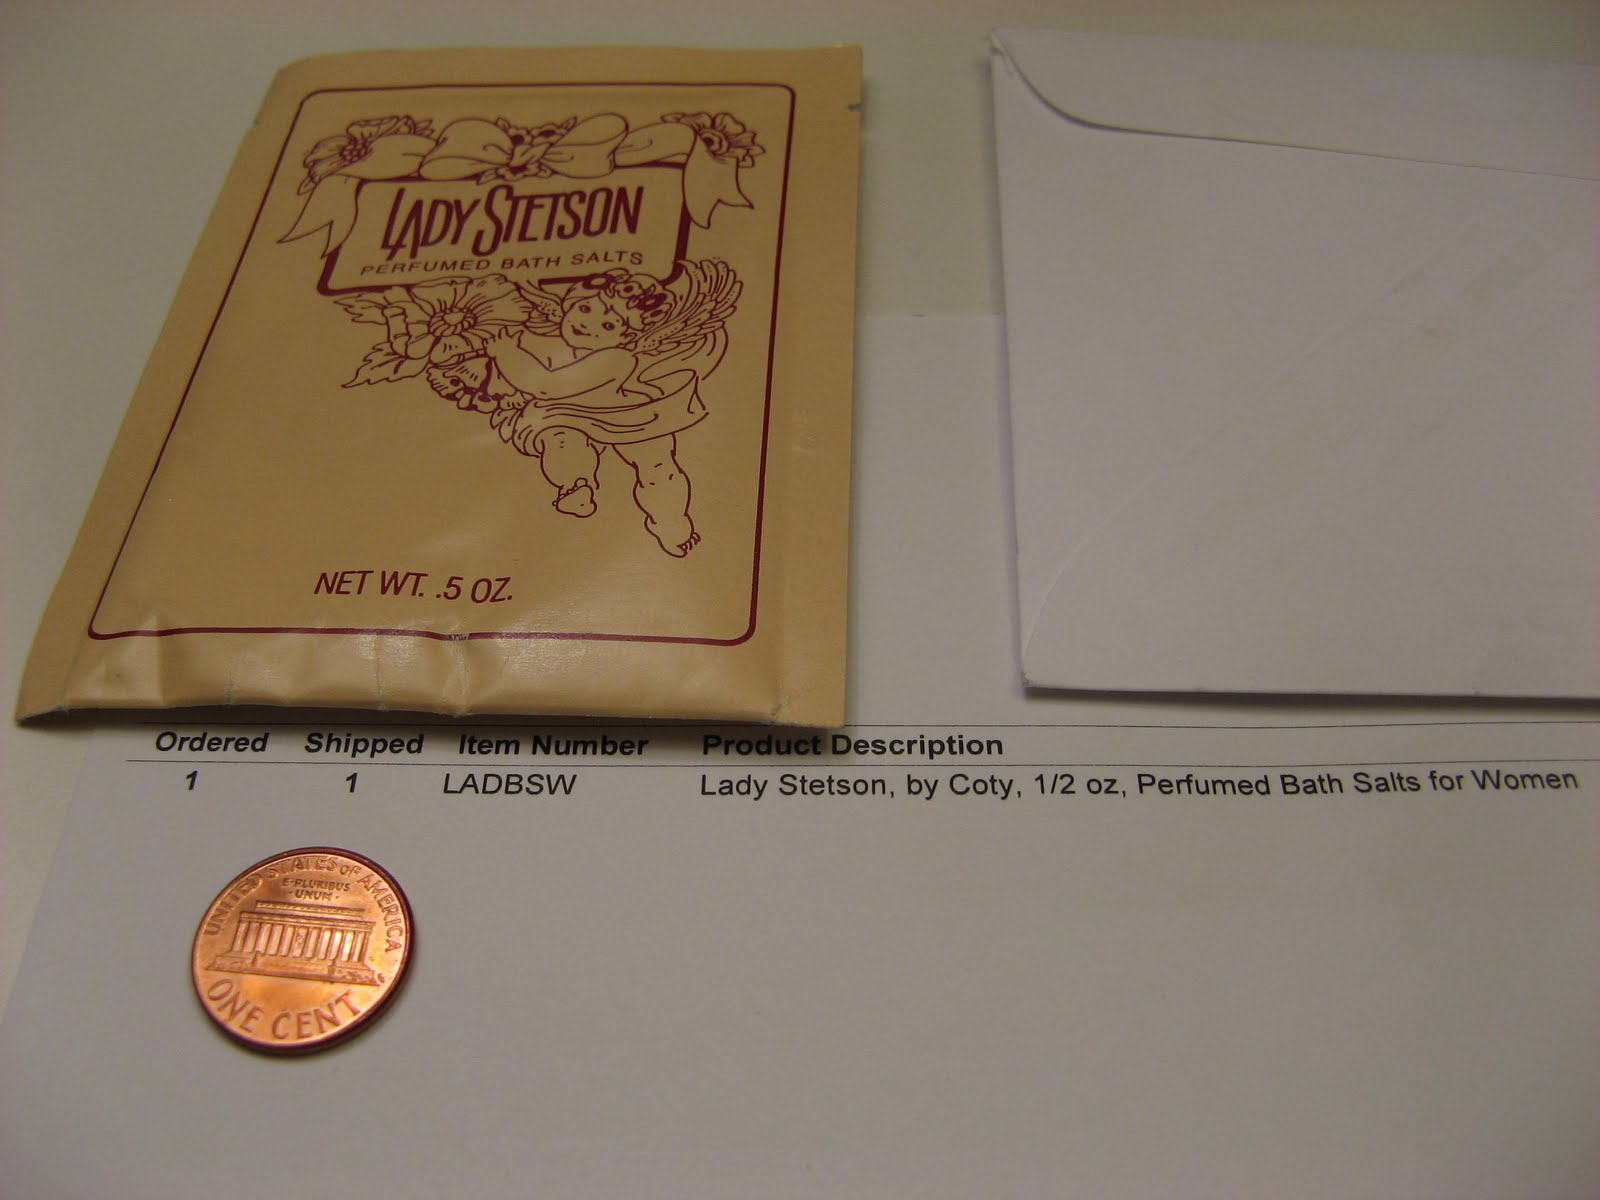 LADY STETSON
PERFUMED BATH SALTS
NET WT. .5 OZ.
Ordered Shipped Item Number Product Description
1 1 LADBSW Lady Stetson, by Coty, 1/2 oz, Perfumed Bath Salts for Women
UNITED STATES OF AMERICA
E·PLURIBUS
·UNUM·
ONE CENT